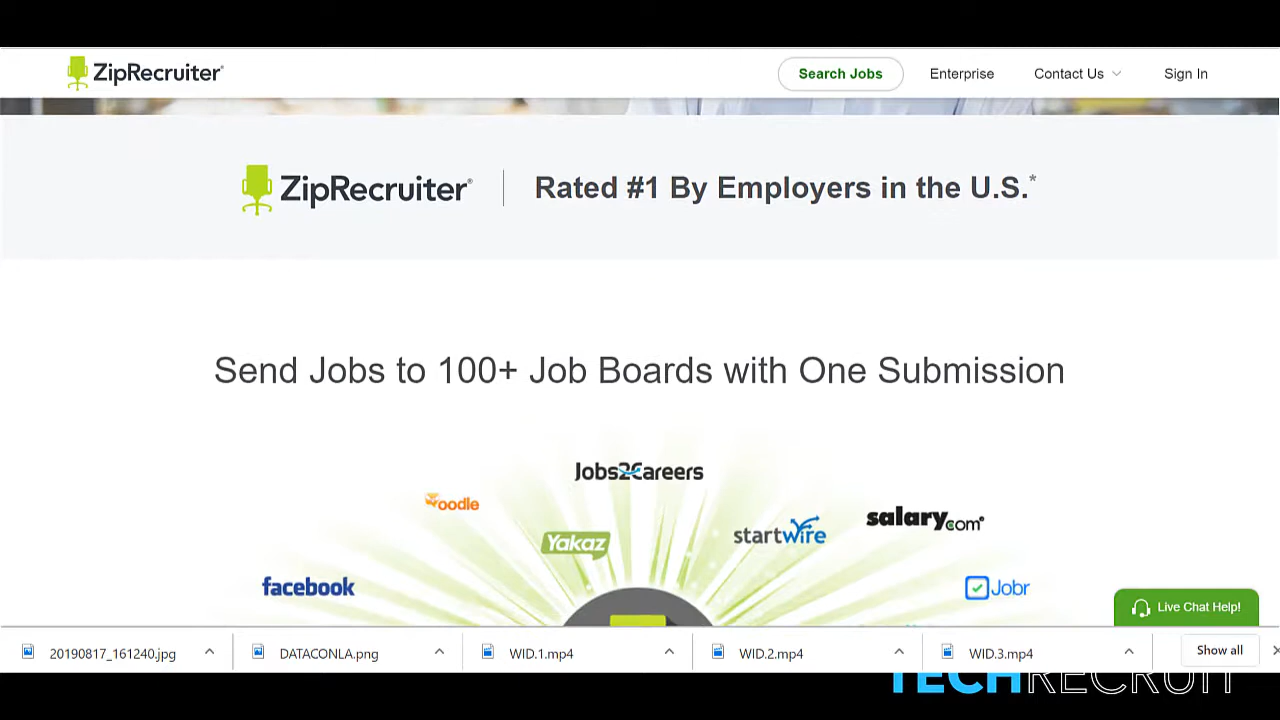 ZipRecruiter®
Search Jobs
Enterprise
Contact Us
Sign In
ZipRecruiter®
Rated #1 By Employers in the U.S.*
Send Jobs to 100+ Job Boards with One Submission
Jobs2Careers
oodle
Yakaz
startwire
salary.com®
facebook
Jobr
Live Chat Help!
20190817_161240.jpg
DATACONLA.png
WID.1.mp4
WID.2.mp4
WID.3.mp4
Show all
TECHRECRUIT